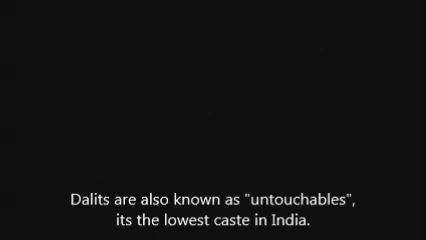 Dalits are also known as "untouchables",
its the lowest caste in India.